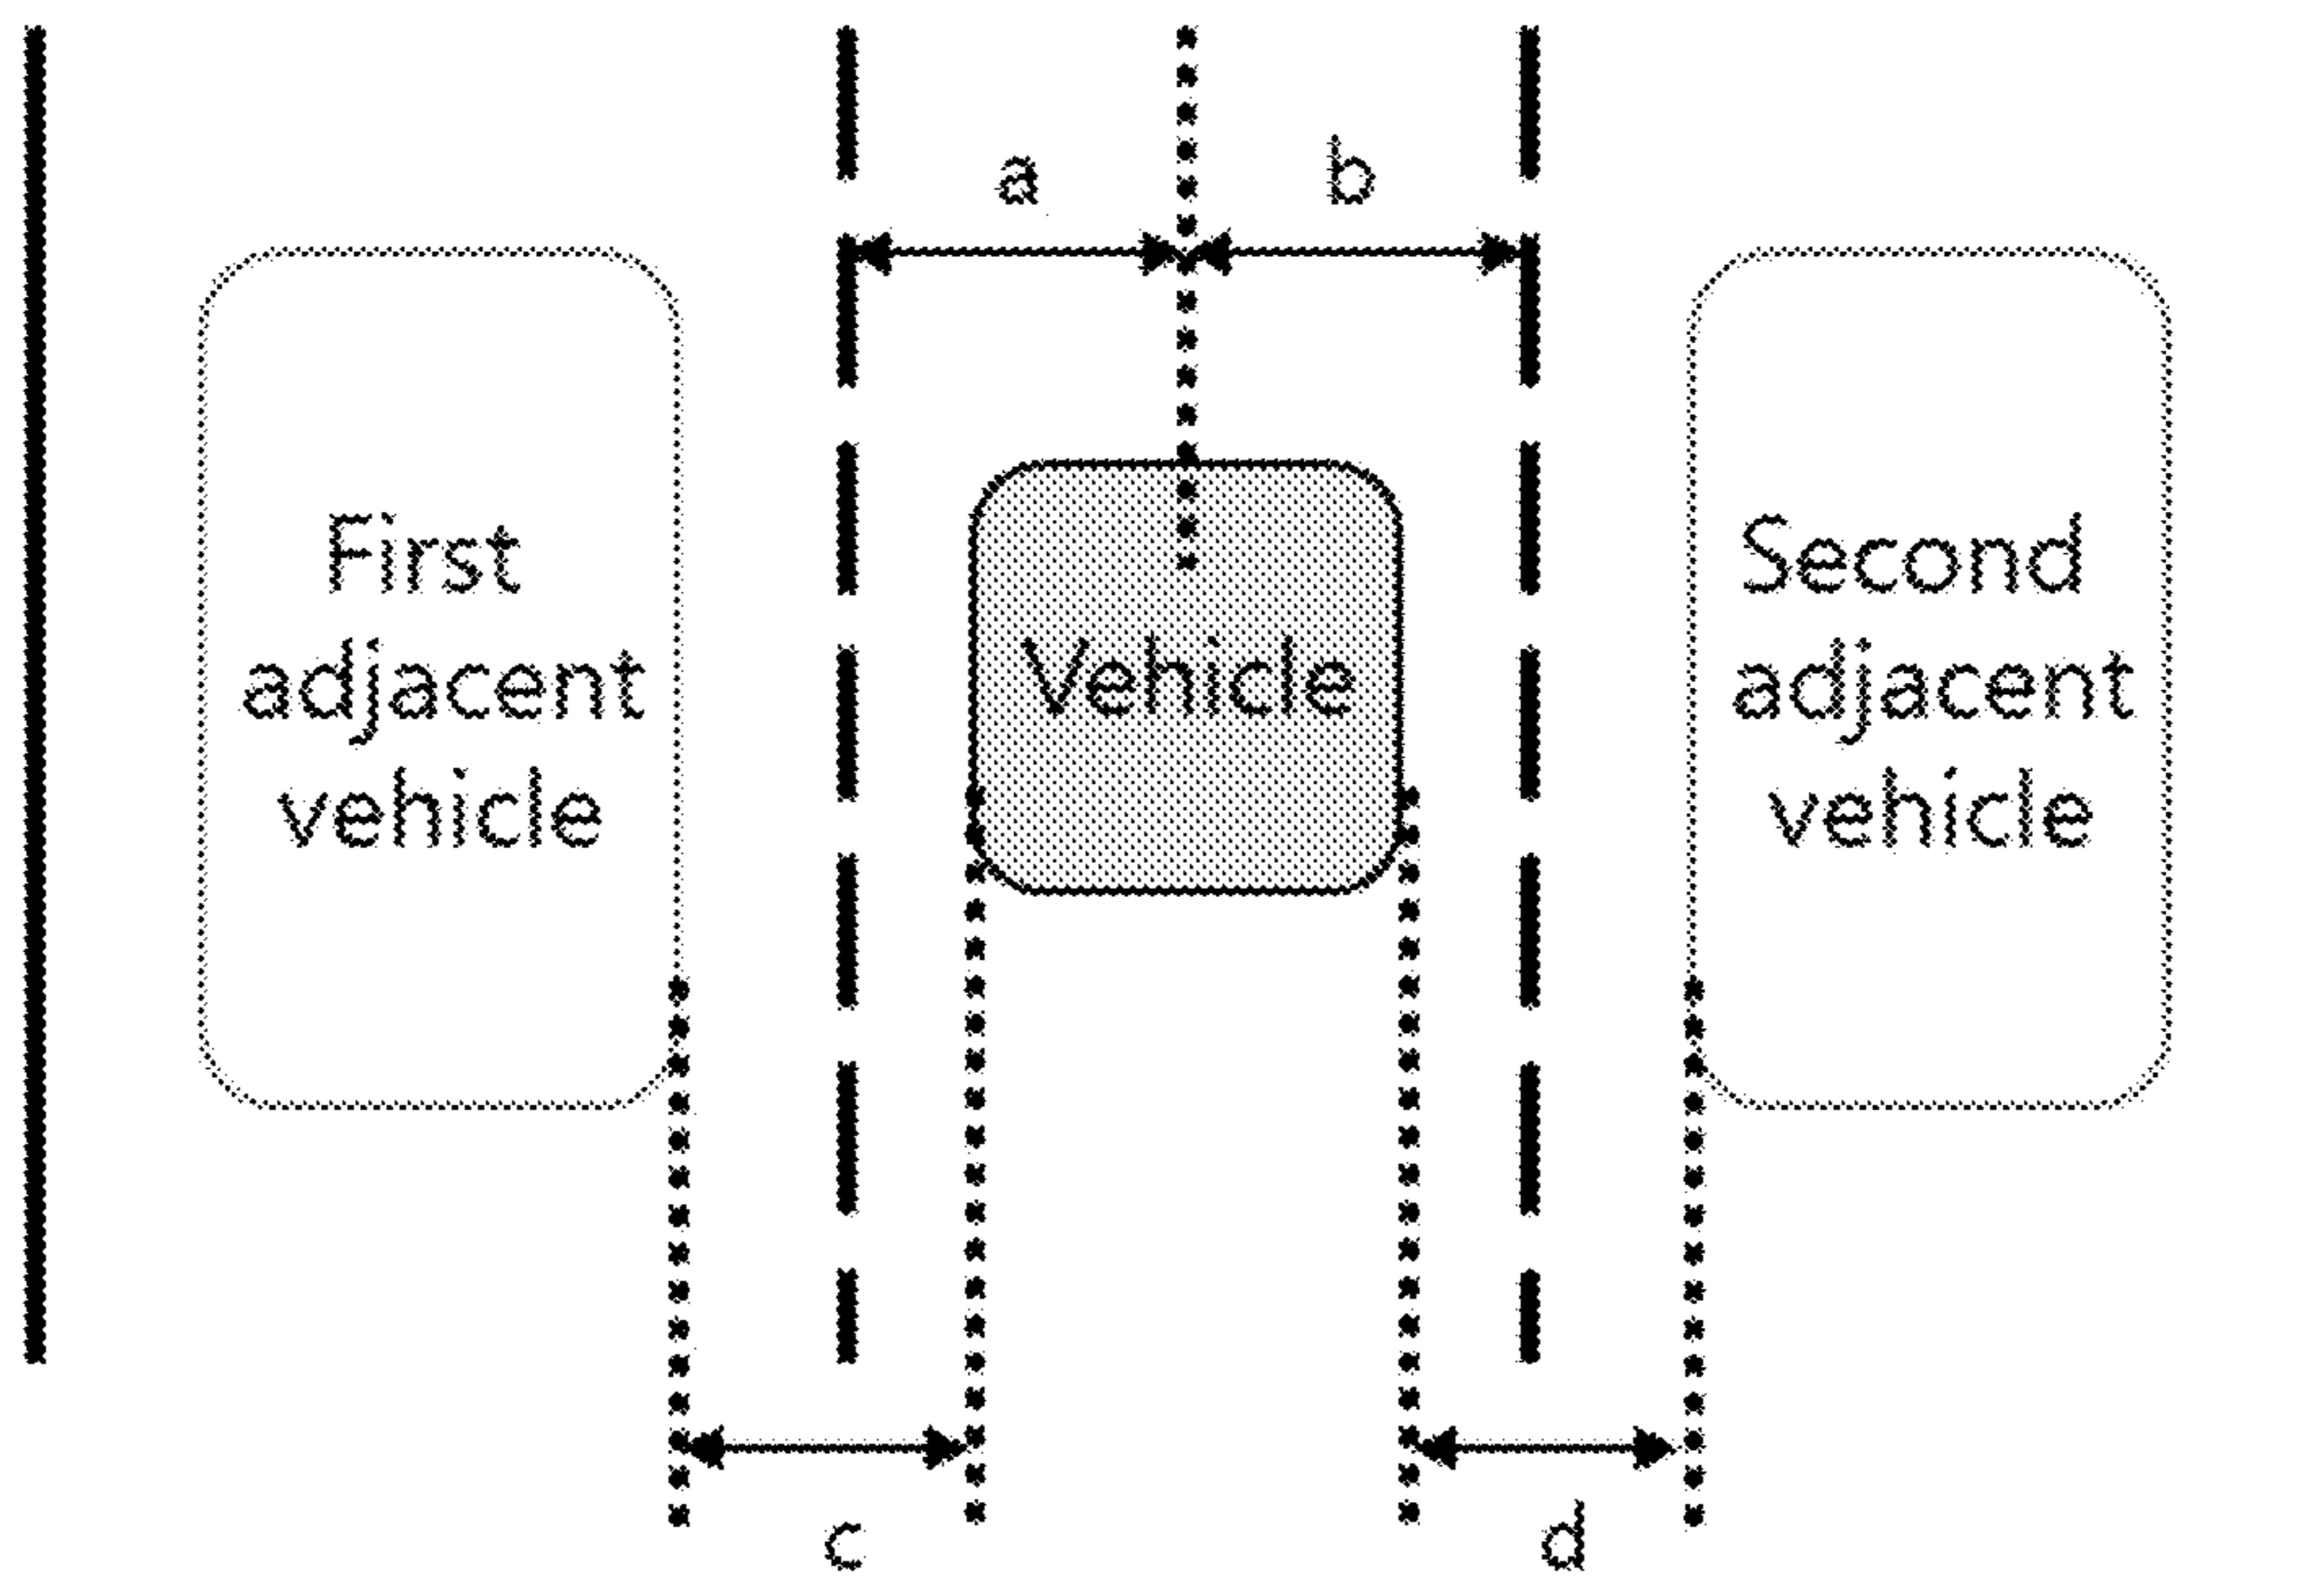 a
b
First
adjacent
vehicle
Vehicle
Second
adjacent
vehicle
c
d